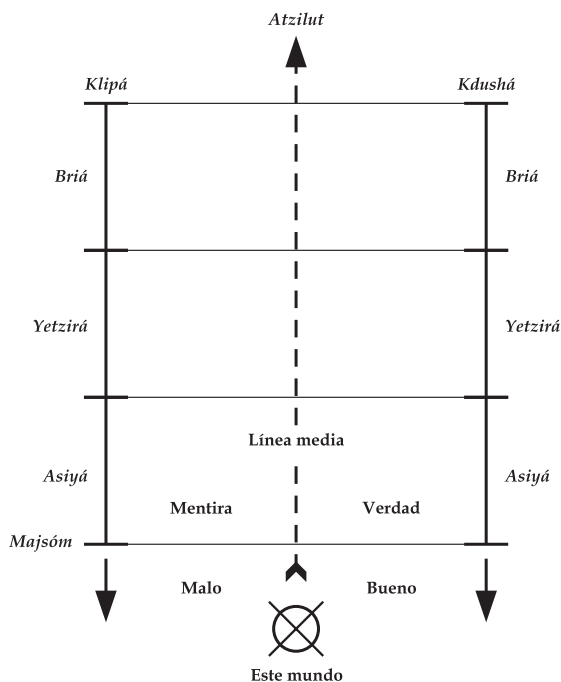 Atzilut
Klipá Kdushá
Briá Briá
Yetzirá Yetzirá
Línea media
Asiyá Asiyá
Mentira Verdad
Majsóm
Malo Bueno
Este mundo